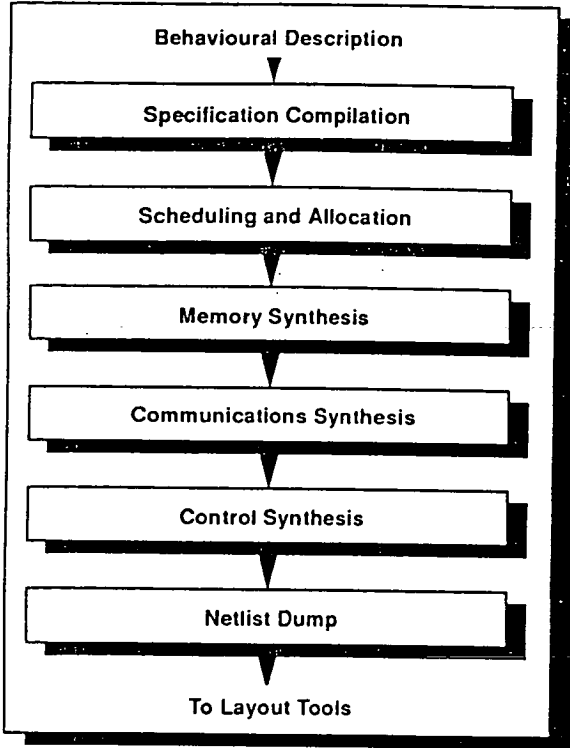 Behavioural Description
Specification Compilation
Scheduling and Allocation
Memory Synthesis
Communications Synthesis
Control Synthesis
Netlist Dump
To Layout Tools